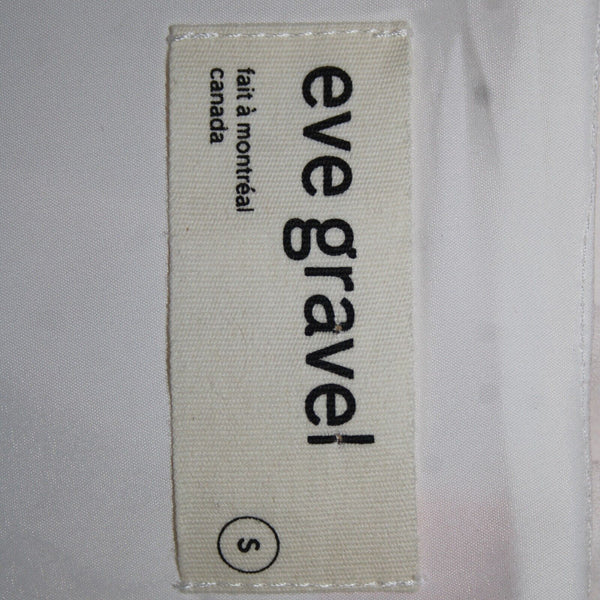 eve gravel
fait à montréal
canada
S